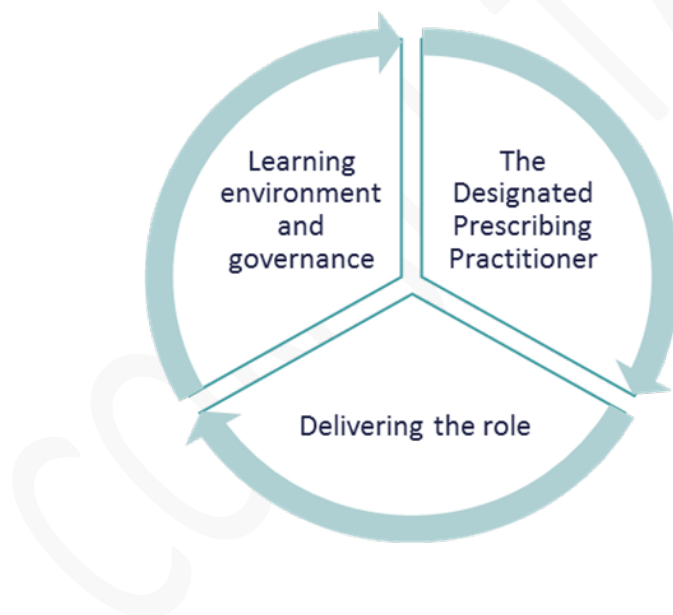 Learning
environment
and
governance
The
Designated
Prescribing
Practitioner
Delivering the role